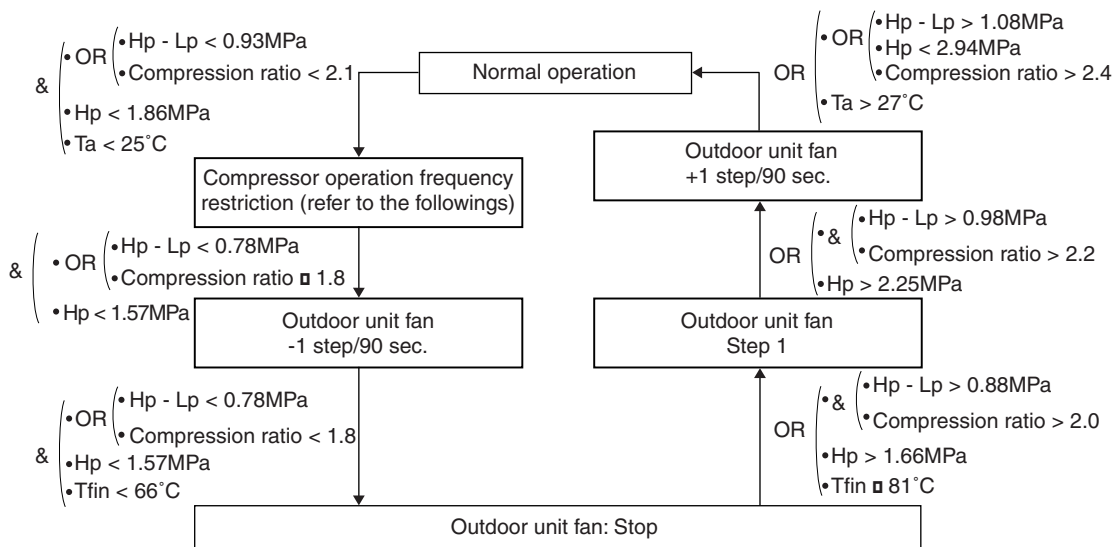 Normal operation
&
• OR
• Hp - Lp < 0.93MPa
• Compression ratio < 2.1
• Hp < 1.86MPa
• Ta < 25°C
Compressor operation frequency
restriction (refer to the followings)
&
• OR
• Hp - Lp < 0.78MPa
• Compression ratio 1.8
• Hp < 1.57MPa
Outdoor unit fan
-1 step/90 sec.
&
• OR
• Hp - Lp < 0.78MPa
• Compression ratio < 1.8
• Hp < 1.57MPa
• Tfin < 66°C
Outdoor unit fan: Stop
OR
• &
• Hp - Lp > 0.88MPa
• Compression ratio > 2.0
• Hp > 1.66MPa
• Tfin 81°C
Outdoor unit fan
Step 1
OR
• &
• Hp - Lp > 0.98MPa
• Compression ratio > 2.2
• Hp > 2.25MPa
Outdoor unit fan
+1 step/90 sec.
OR
• OR
• Hp - Lp > 1.08MPa
• Hp < 2.94MPa
• Compression ratio > 2.4
• Ta > 27°C